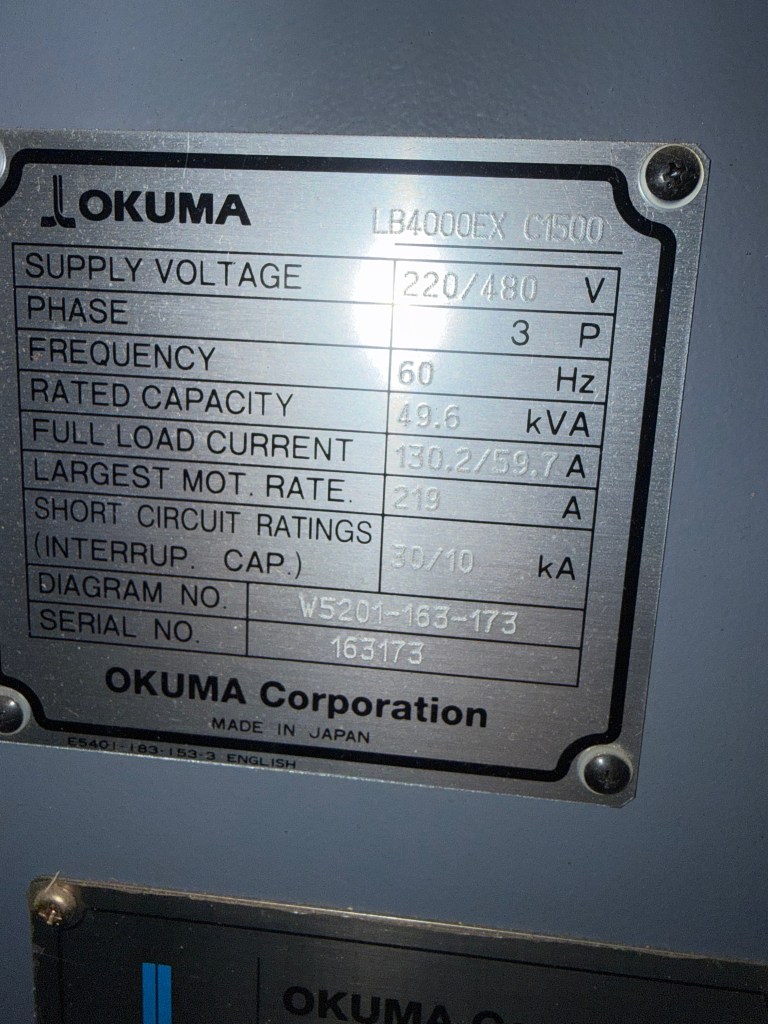 OKUMA LB4000EX C1500
SUPPLY VOLTAGE 220/480 V
PHASE 3 P
FREQUENCY 60 Hz
RATED CAPACITY 49.6 kVA
FULL LOAD CURRENT 130.2/59.7 A
LARGEST MOT. RATE. 219 A
SHORT CIRCUIT RATINGS
(INTERRUP. CAP.) 30/10 kA
DIAGRAM NO. W5201-163-173
SERIAL NO. 163173
OKUMA Corporation
MADE IN JAPAN
E5401-183-153-3 ENGLISH
OKUMA